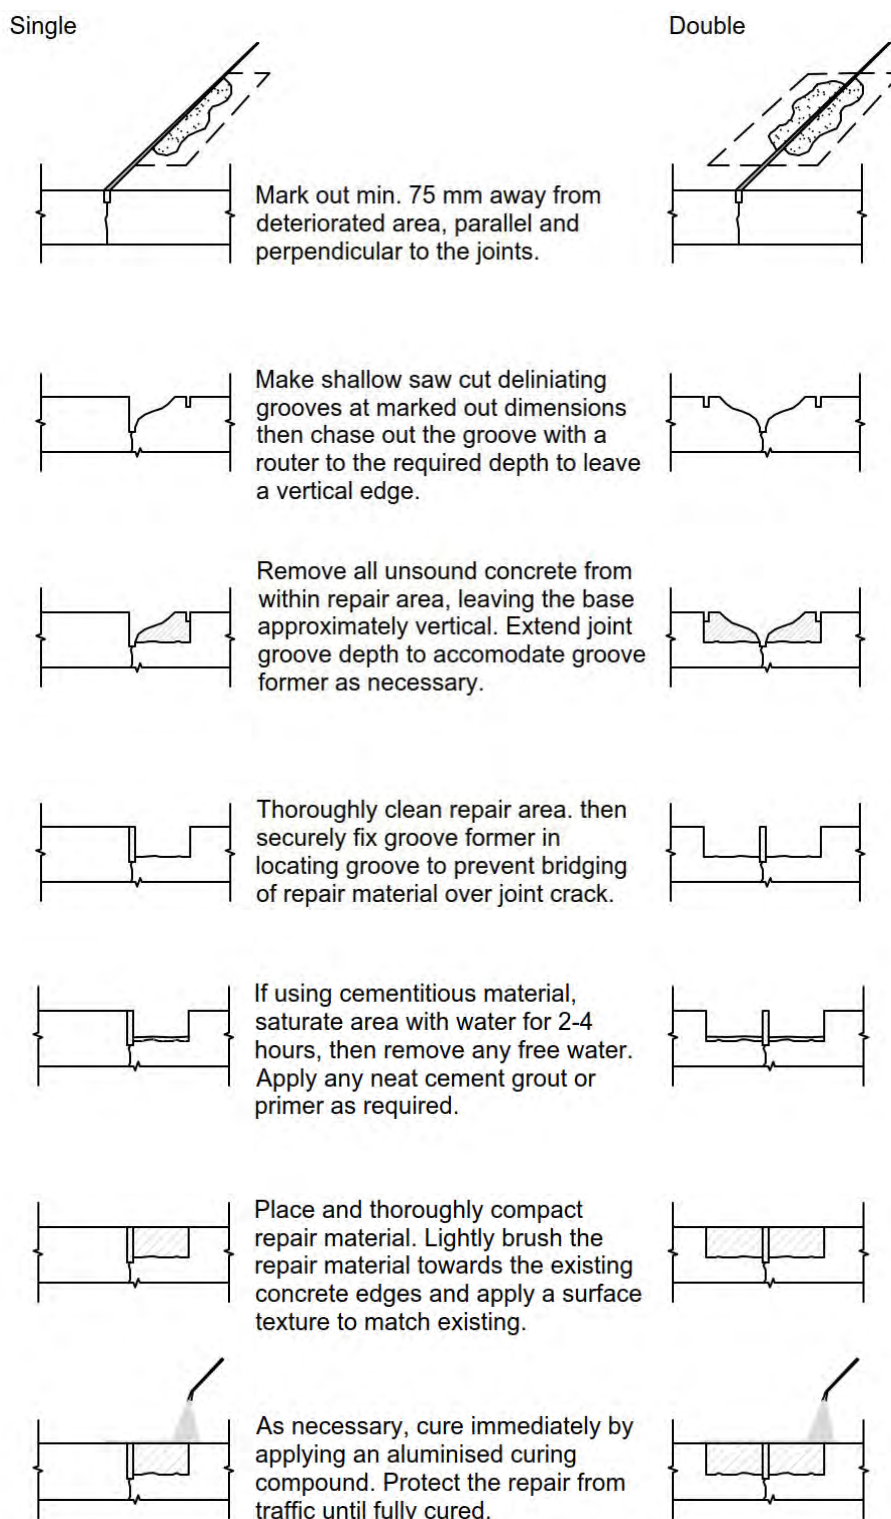 Single
Double
Mark out min. 75 mm away from
deteriorated area, parallel and
perpendicular to the joints.
Make shallow saw cut deliniating
grooves at marked out dimensions
then chase out the groove with a
router to the required depth to leave
a vertical edge.
Remove all unsound concrete from
within repair area, leaving the base
approximately vertical. Extend joint
groove depth to accomodate groove
former as necessary.
Thoroughly clean repair area. then
securely fix groove former in
locating groove to prevent bridging
of repair material over joint crack.
If using cementitious material,
saturate area with water for 2-4
hours, then remove any free water.
Apply any neat cement grout or
primer as required.
Place and thoroughly compact
repair material. Lightly brush the
repair material towards the existing
concrete edges and apply a surface
texture to match existing.
As necessary, cure immediately by
applying an aluminised curing
compound. Protect the repair from
traffic until fully cured.